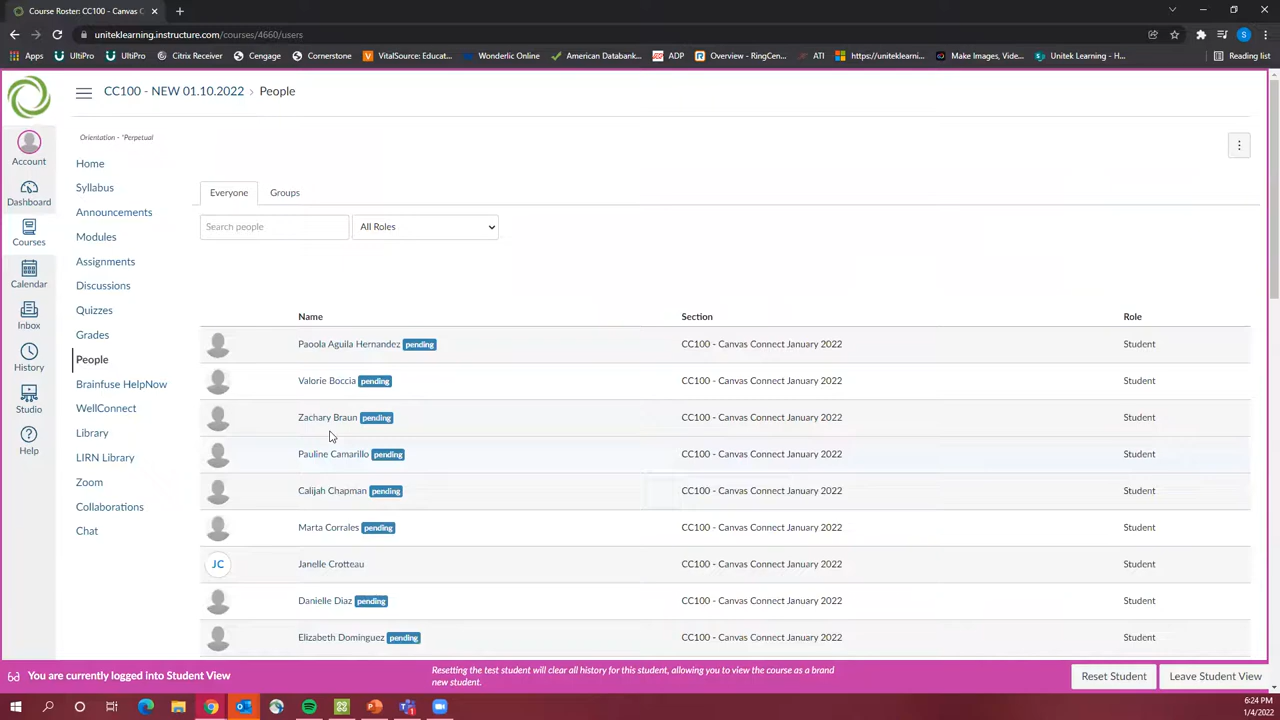 Course Roster: CC100 - Canvas C
uniteklearning.instructure.com/courses/4660/users
S
Apps UltiPro UltiPro Citrix Receiver Cengage Cornerstone VitalSource: Educat... Wonderlic Online American Databank... ADP Overview - RingCen... ATI https://uniteklearni... Make Images, Video... Unitek Learning - H... Reading list
CC100 - NEW 01.10.2022 › People
Orientation - *Perpetual
Account
Dashboard
Courses
Calendar
Inbox
History
Studio
Help
Home
Syllabus
Announcements
Modules
Assignments
Discussions
Quizzes
Grades
People
Brainfuse HelpNow
WellConnect
Library
LIRN Library
Zoom
Collaborations
Chat
Everyone Groups
Search people All Roles
Name Section Role
Paoola Aguila Hernandez pending CC100 - Canvas Connect January 2022 Student
Valorie Boccia pending CC100 - Canvas Connect January 2022 Student
Zachary Braun pending CC100 - Canvas Connect January 2022 Student
Pauline Camarillo pending CC100 - Canvas Connect January 2022 Student
Calijah Chapman pending CC100 - Canvas Connect January 2022 Student
Marta Corrales pending CC100 - Canvas Connect January 2022 Student
JC Janelle Crotteau CC100 - Canvas Connect January 2022 Student
Danielle Diaz pending CC100 - Canvas Connect January 2022 Student
Elizabeth Dominguez pending CC100 - Canvas Connect January 2022 Student
You are currently logged into Student View
Resetting the test student will clear all history for this student, allowing you to view the course as a brand
new student.
Reset Student Leave Student View
6:24 PM
1/4/2022